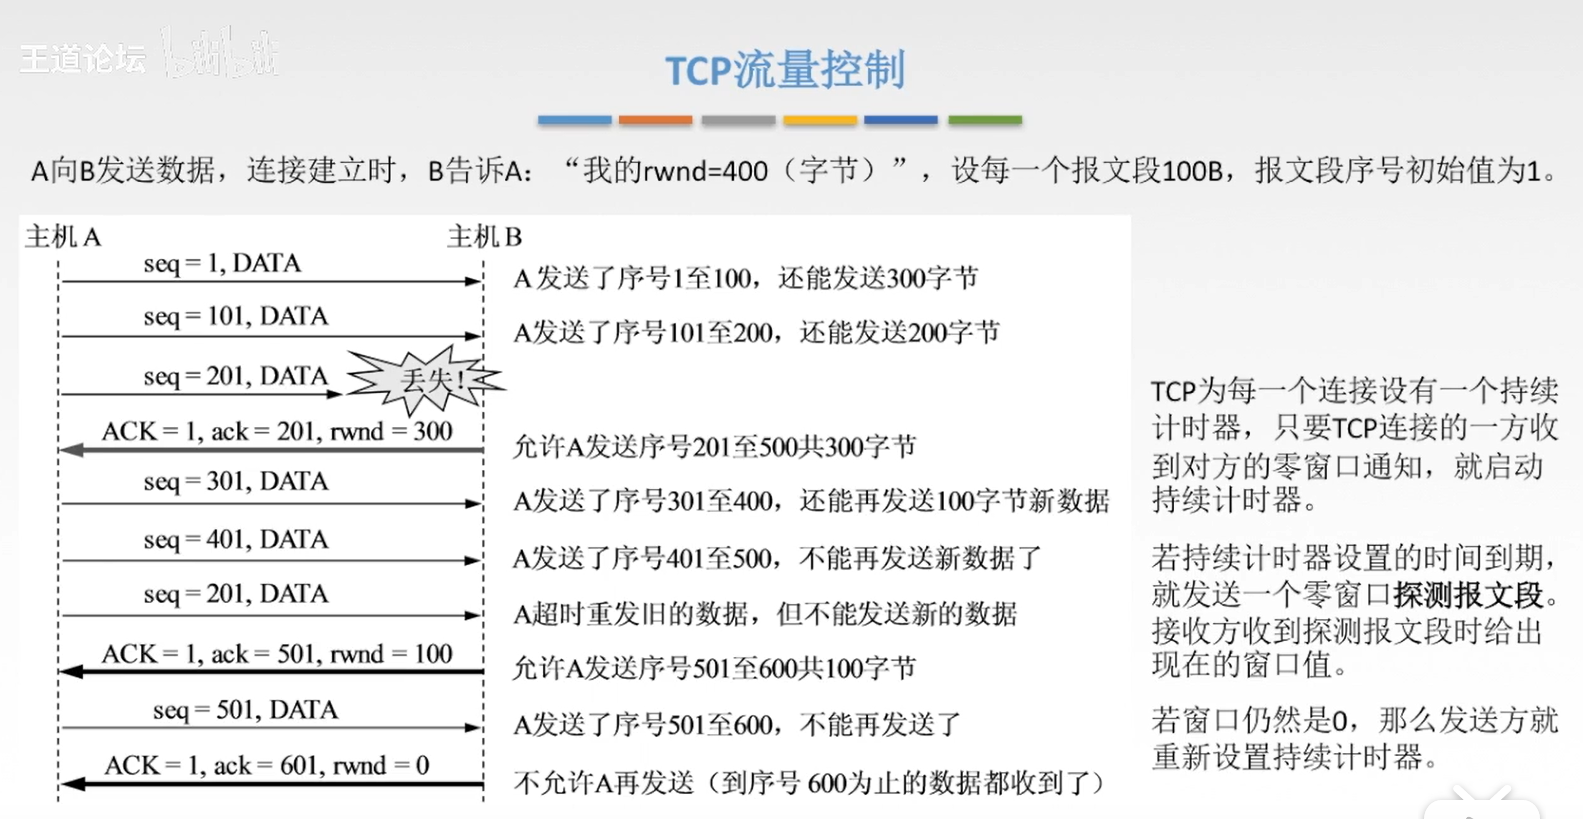 王道论坛 bilibili
TCP流量控制
A向B发送数据，连接建立时，B告诉A：“我的rwnd=400（字节）”，设每一个报文段100B，报文段序号初始值为1。
主机A 主机B
seq = 1, DATA
A发送了序号1至100，还能发送300字节
seq = 101, DATA
A发送了序号101至200，还能发送200字节
seq = 201, DATA
丢失!
ACK = 1, ack = 201, rwnd = 300
允许A发送序号201至500共300字节
seq = 301, DATA
A发送了序号301至400，还能再发送100字节新数据
seq = 401, DATA
A发送了序号401至500，不能再发送新数据了
seq = 201, DATA
A超时重发旧的数据，但不能发送新的数据
ACK = 1, ack = 501, rwnd = 100
允许A发送序号501至600共100字节
seq = 501, DATA
A发送了序号501至600，不能再发送了
ACK = 1, ack = 601, rwnd = 0
不允许A再发送（到序号600为止的数据都收到了）
TCP为每一个连接设有一个持续
计时器，只要TCP连接的一方收
到对方的零窗口通知，就启动
持续计时器。
若持续计时器设置的时间到期，
就发送一个零窗口探测报文段。
接收方收到探测报文段时给出
现在的窗口值。
若窗口仍然是0，那么发送方就
重新设置持续计时器。